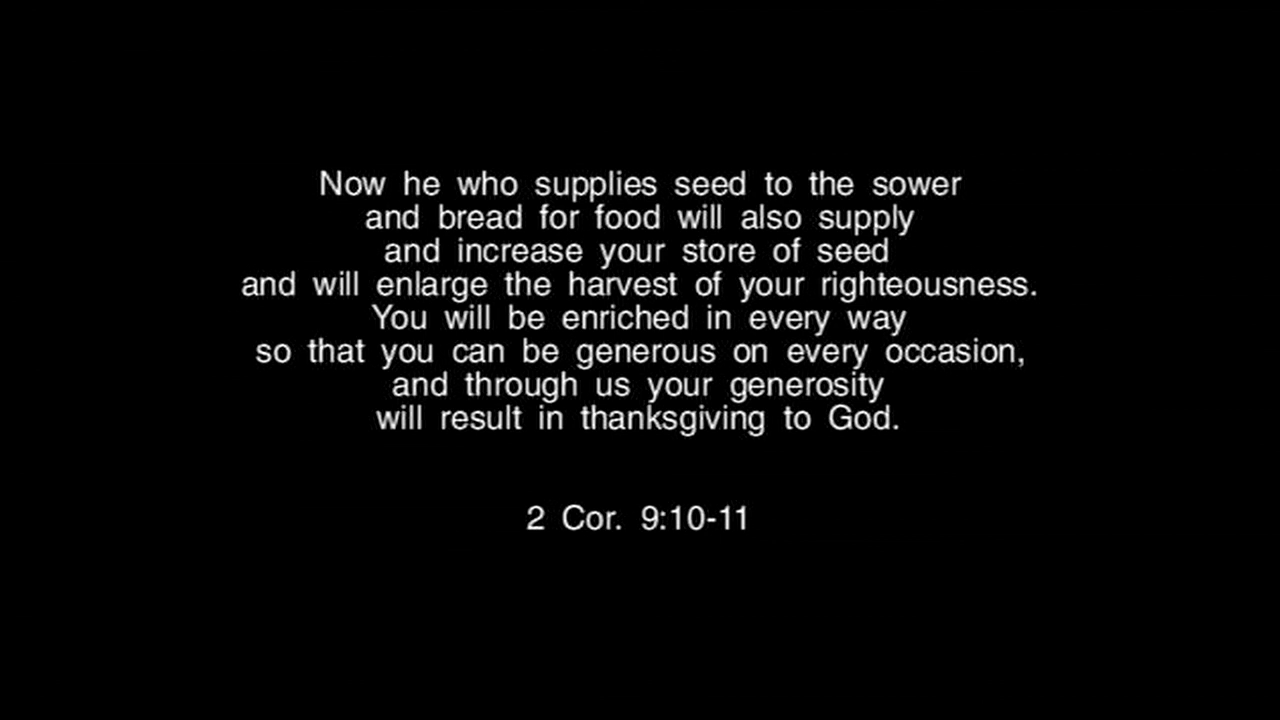 Now he who supplies seed to the sower
and bread for food will also supply
and increase your store of seed
and will enlarge the harvest of your righteousness.
You will be enriched in every way
so that you can be generous on every occasion,
and through us your generosity
will result in thanksgiving to God.
2 Cor. 9:10-11